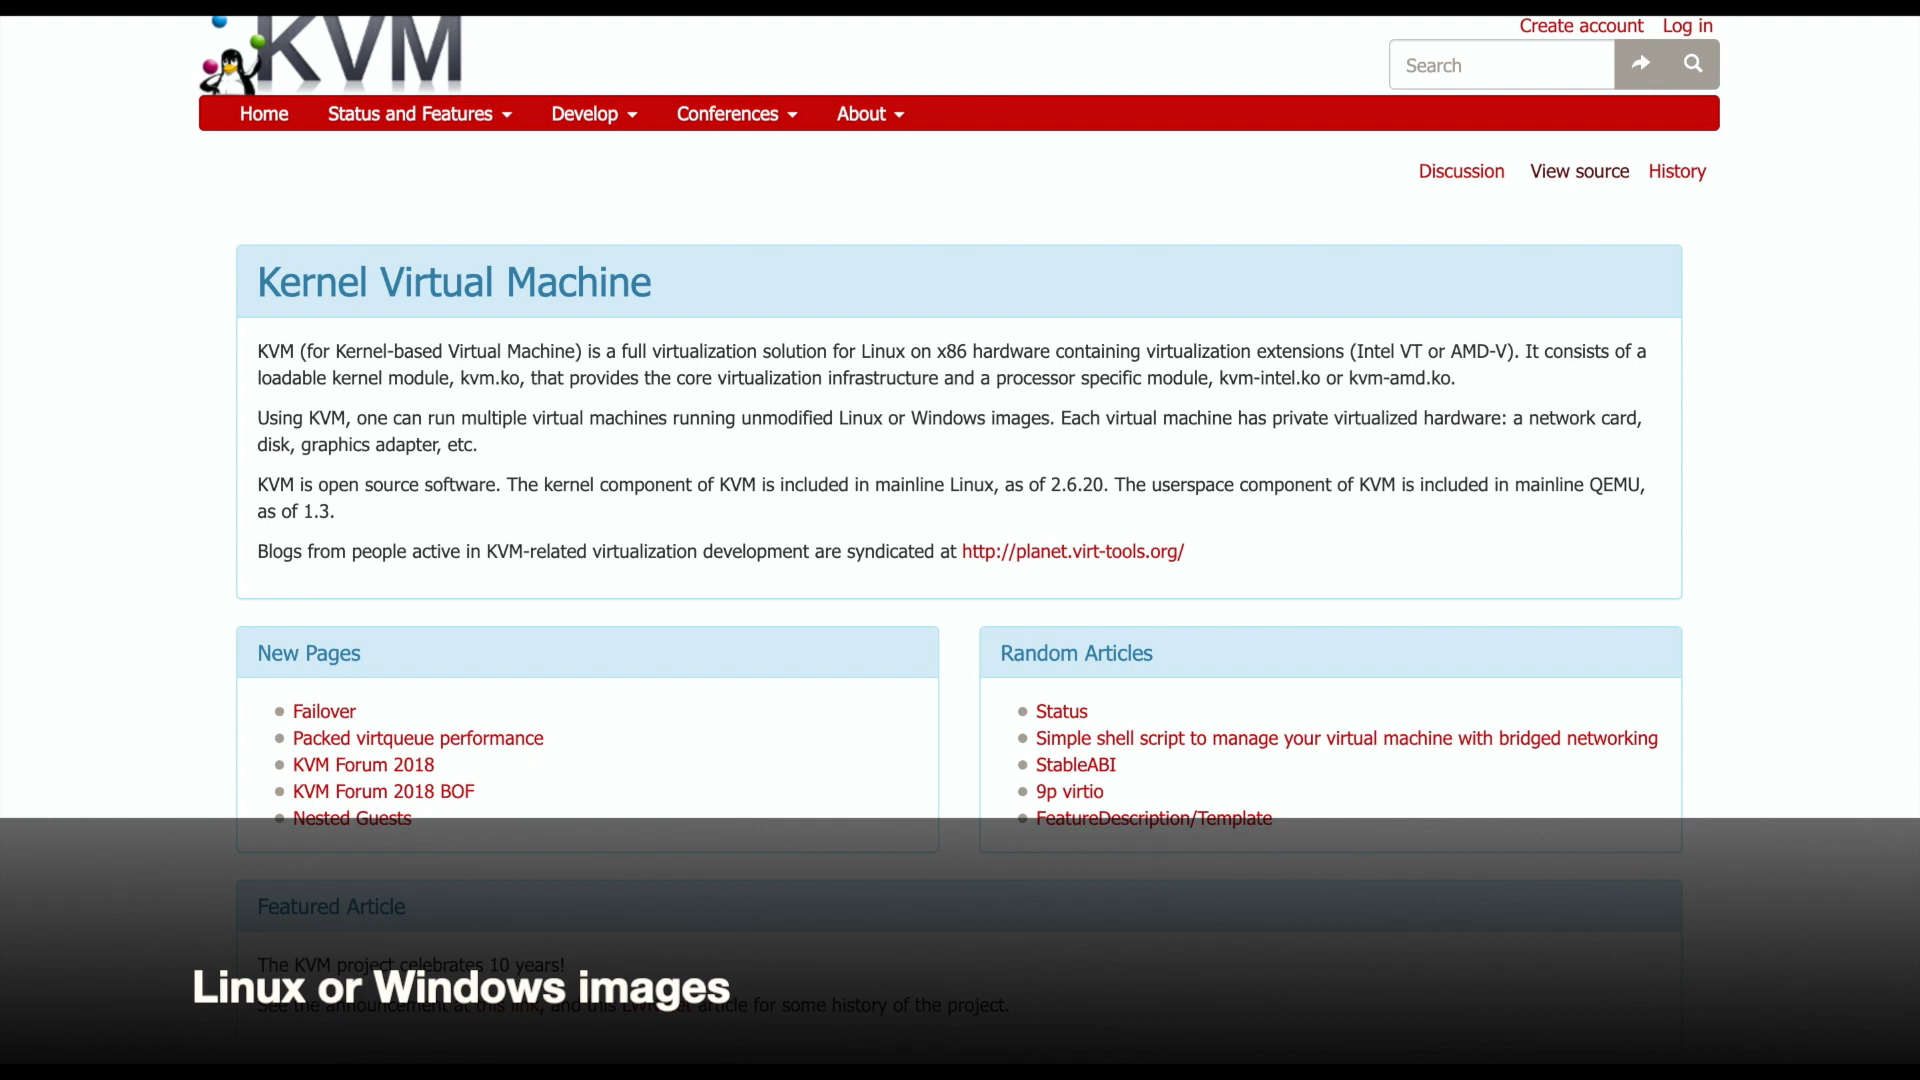 KVM
Create account Log in
Search
Home Status and Features Develop Conferences About
Discussion View source History
Kernel Virtual Machine
KVM (for Kernel-based Virtual Machine) is a full virtualization solution for Linux on x86 hardware containing virtualization extensions (Intel VT or AMD-V). It consists of a
loadable kernel module, kvm.ko, that provides the core virtualization infrastructure and a processor specific module, kvm-intel.ko or kvm-amd.ko.
Using KVM, one can run multiple virtual machines running unmodified Linux or Windows images. Each virtual machine has private virtualized hardware: a network card,
disk, graphics adapter, etc.
KVM is open source software. The kernel component of KVM is included in mainline Linux, as of 2.6.20. The userspace component of KVM is included in mainline QEMU,
as of 1.3.
Blogs from people active in KVM-related virtualization development are syndicated at http://planet.virt-tools.org/
New Pages
Failover
Packed virtqueue performance
KVM Forum 2018
KVM Forum 2018 BOF
Nested Guests
Random Articles
Status
Simple shell script to manage your virtual machine with bridged networking
StableABI
9p virtio
FeatureDescription/Template
Featured Article
The KVM project celebrates 10 years!
Linux or Windows images
See the announcement at this link, and this article for some history of the project.